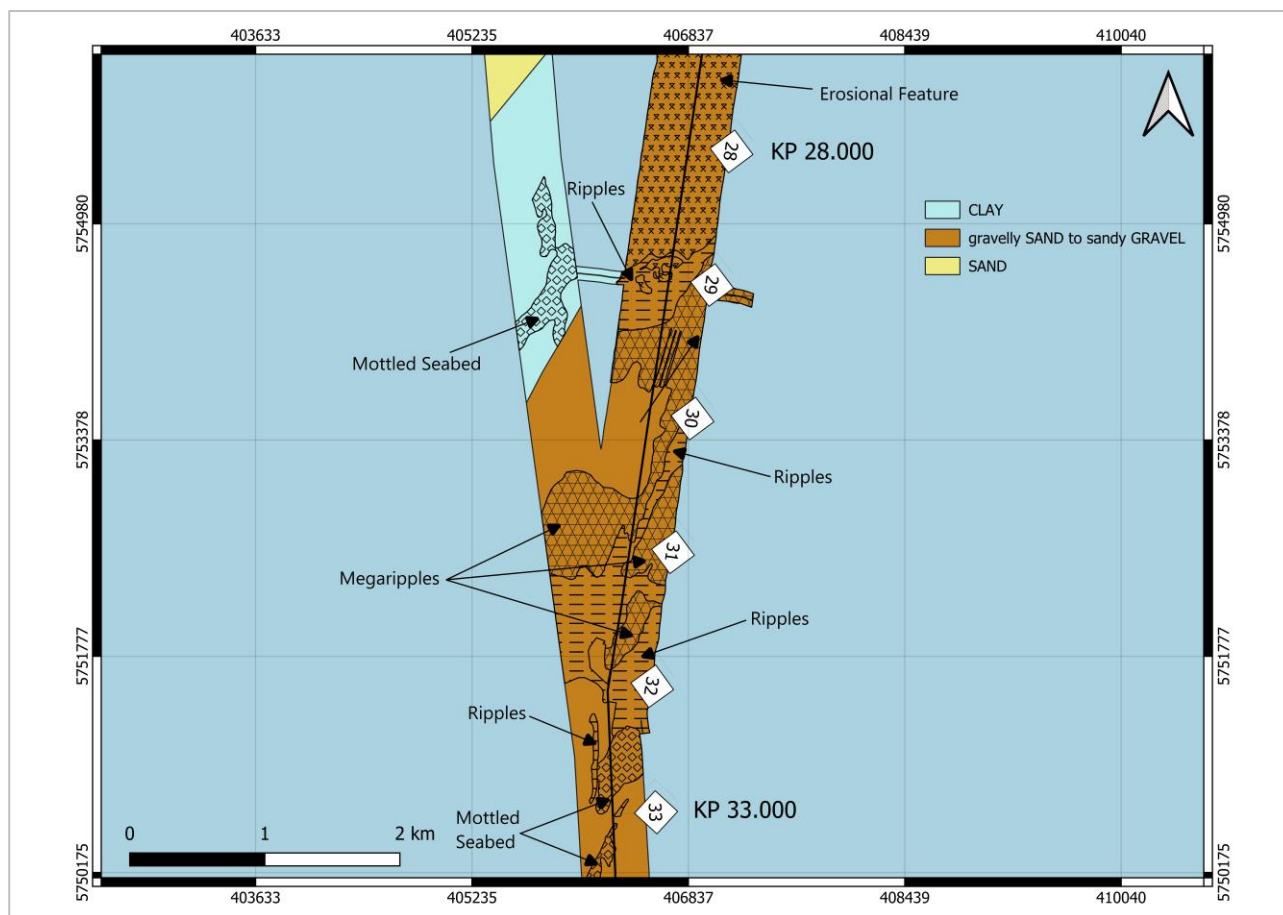 403633
405235
406837
408439
410040
Erosional Feature
28
KP 28.000
Ripples
CLAY
gravelly SAND to sandy GRAVEL
SAND
5754980
5754980
29
Mottled Seabed
30
5753378
5753378
Ripples
31
Megaripples
Ripples
5751777
5751777
32
Ripples
33
KP 33.000
Mottled
Seabed
0
1
2 km
5750175
5750175
403633
405235
406837
408439
410040